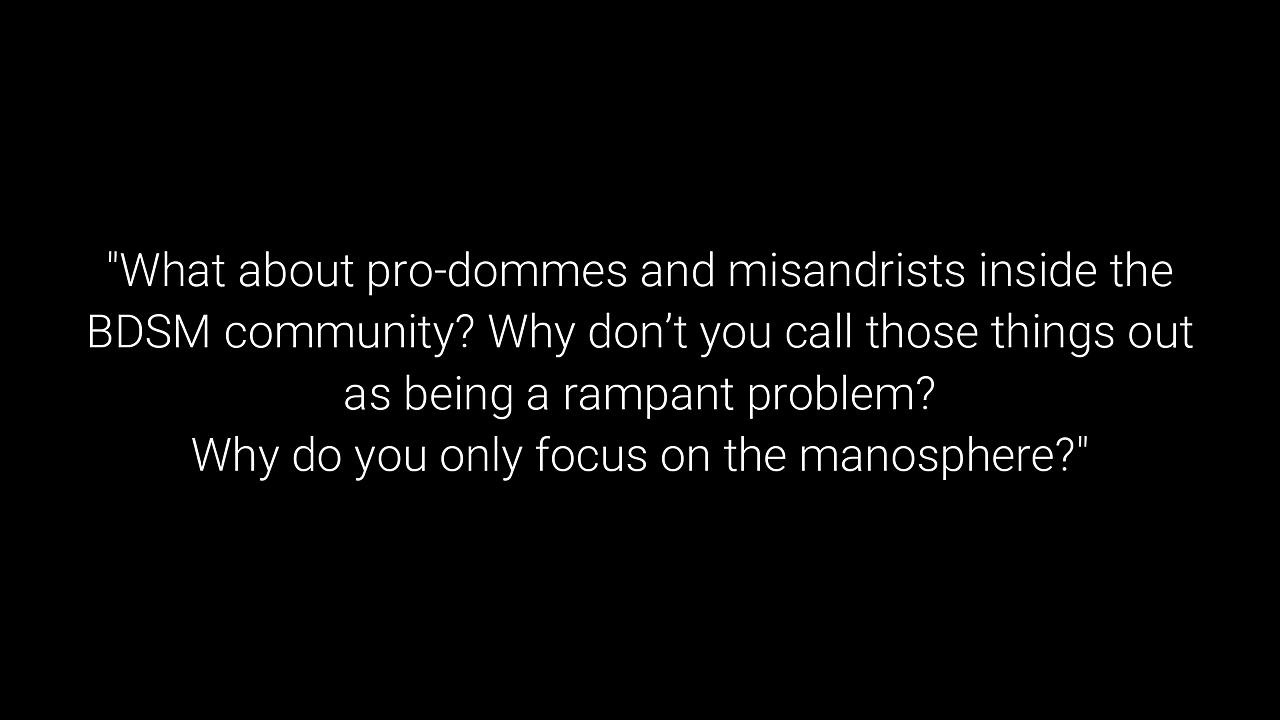 "What about pro-dommes and misandrists inside the
BDSM community? Why don’t you call those things out
as being a rampant problem?
Why do you only focus on the manosphere?"